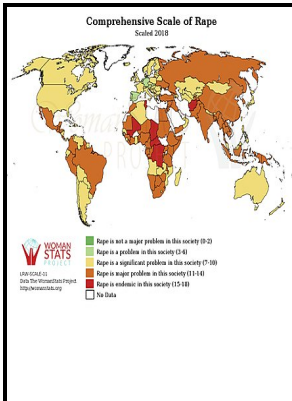 Comprehensive Scale of Rape
Scaled 2018
WOMAN
STATS
PROJECT
LRW-SCALE-11
Data The WomanStats Project
http://womanstats.org
Rape is not a major problem in this society (0-2)
Rape is a problem in this society (3-6)
Rape is a significant problem in this society (7-10)
Rape is major problem in this society (11-14)
Rape is endemic in this society (15-18)
No Data